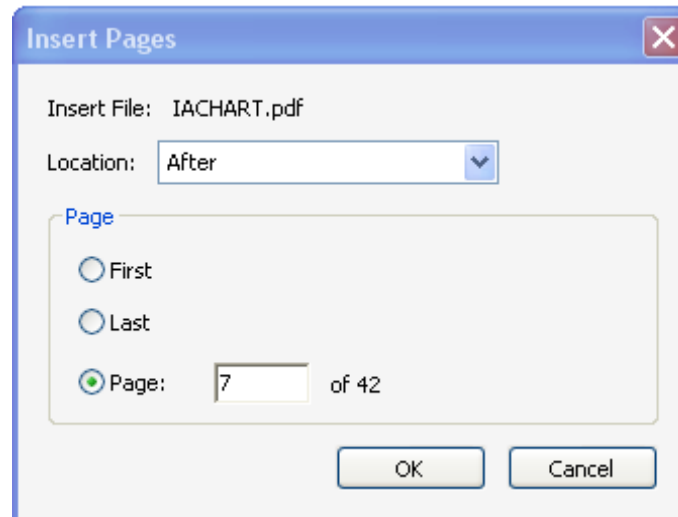 Insert Pages
Insert File: IACHART.pdf
Location: After
Page
First
Last
Page: 7 of 42
OK Cancel